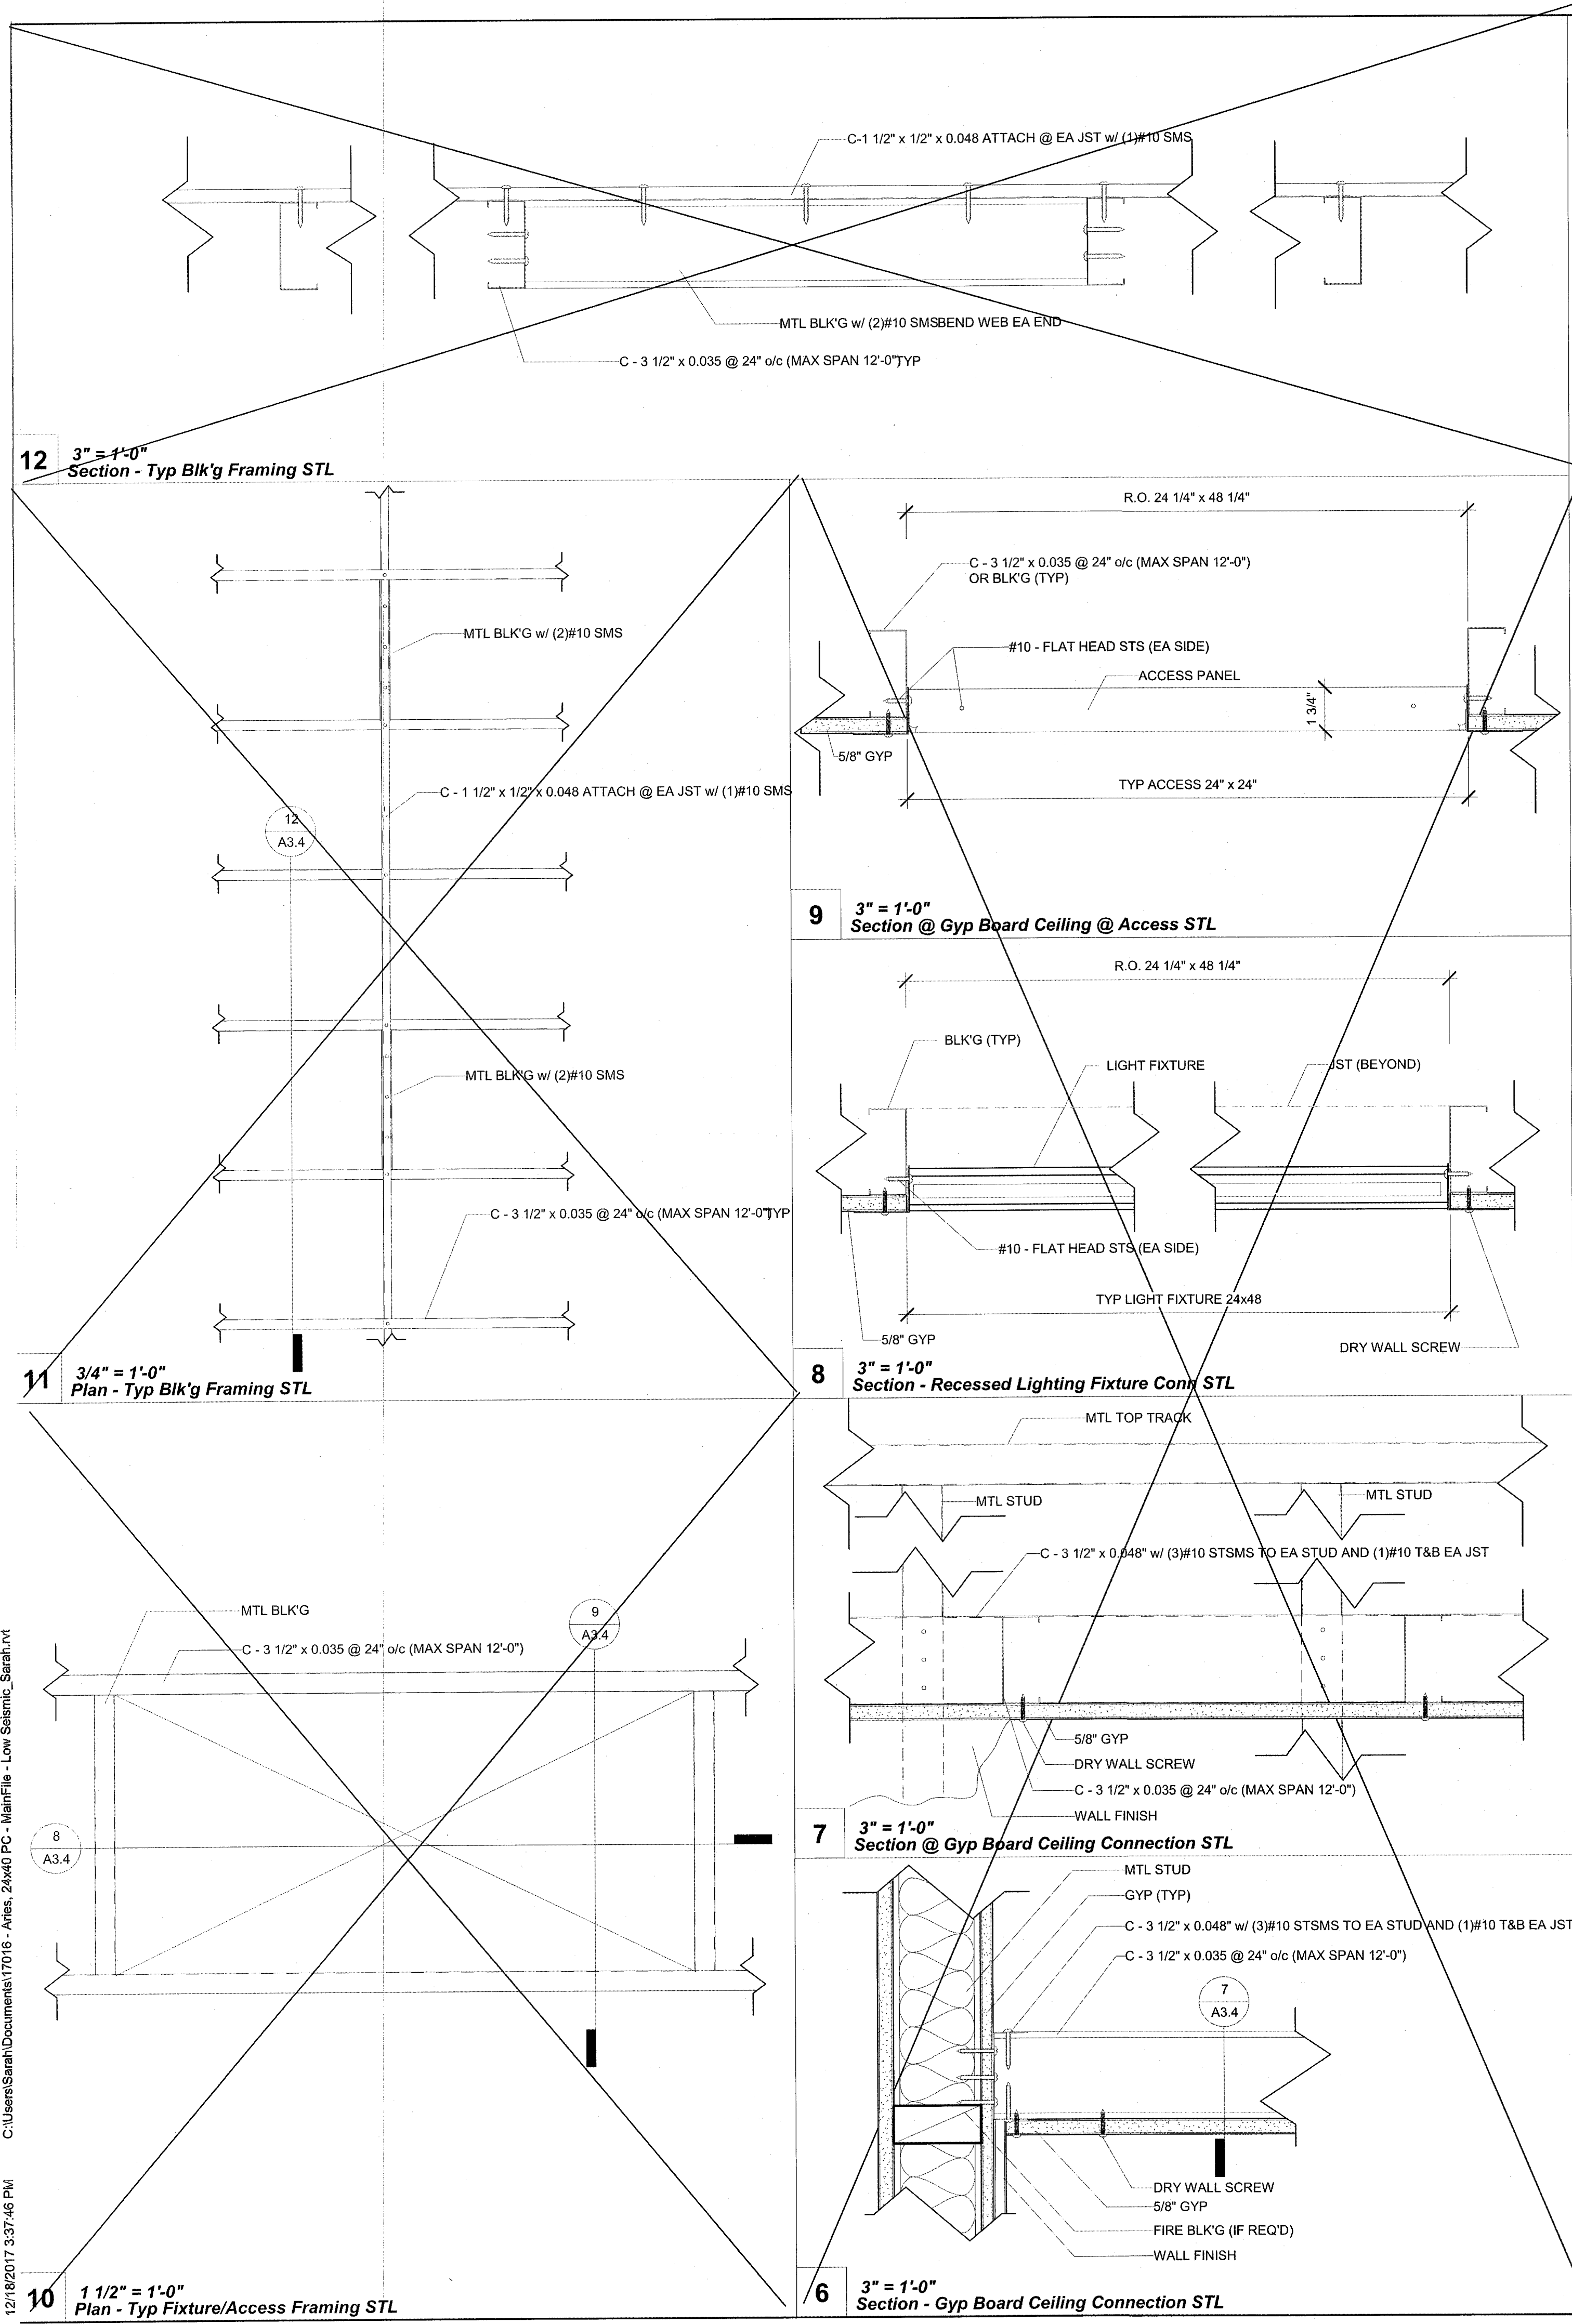 C-1 1/2" x 1/2" x 0.048 ATTACH @ EA JST w/ (1)#10 SMS
MTL BLK'G w/ (2)#10 SMSBEND WEB EA END
C - 3 1/2" x 0.035 @ 24" o/c (MAX SPAN 12'-0")TYP
12
3" = 1'-0"
Section - Typ Blk'g Framing STL
MTL BLK'G w/ (2)#10 SMS
C - 1 1/2" x 1/2" x 0.048 ATTACH @ EA JST w/ (1)#10 SMS
12
A3.4
MTL BLK'G w/ (2)#10 SMS
C - 3 1/2" x 0.035 @ 24" o/c (MAX SPAN 12'-0")TYP
11
3/4" = 1'-0"
Plan - Typ Blk'g Framing STL
R.O. 24 1/4" x 48 1/4"
C - 3 1/2" x 0.035 @ 24" o/c (MAX SPAN 12'-0")
OR BLK'G (TYP)
#10 - FLAT HEAD STS (EA SIDE)
ACCESS PANEL
1 3/4"
5/8" GYP
TYP ACCESS 24" x 24"
9
3" = 1'-0"
Section @ Gyp Board Ceiling @ Access STL
R.O. 24 1/4" x 48 1/4"
BLK'G (TYP)
LIGHT FIXTURE
JST (BEYOND)
#10 - FLAT HEAD STS (EA SIDE)
TYP LIGHT FIXTURE 24x48
5/8" GYP
DRY WALL SCREW
8
3" = 1'-0"
Section - Recessed Lighting Fixture Conn STL
MTL BLK'G
C - 3 1/2" x 0.035 @ 24" o/c (MAX SPAN 12'-0")
9
A3.4
8
A3.4
10
1 1/2" = 1'-0"
Plan - Typ Fixture/Access Framing STL
MTL TOP TRACK
MTL STUD
MTL STUD
C - 3 1/2" x 0.048" w/ (3)#10 STSMS TO EA STUD AND (1)#10 T&B EA JST
5/8" GYP
DRY WALL SCREW
C - 3 1/2" x 0.035 @ 24" o/c (MAX SPAN 12'-0")
WALL FINISH
7
3" = 1'-0"
Section @ Gyp Board Ceiling Connection STL
MTL STUD
GYP (TYP)
C - 3 1/2" x 0.048" w/ (3)#10 STSMS TO EA STUD AND (1)#10 T&B EA JST
C - 3 1/2" x 0.035 @ 24" o/c (MAX SPAN 12'-0")
7
A3.4
DRY WALL SCREW
5/8" GYP
FIRE BLK'G (IF REQ'D)
WALL FINISH
6
3" = 1'-0"
Section - Gyp Board Ceiling Connection STL
12/18/2017 3:37:46 PM C:\Users\Sarah\Documents\17016 - Aries, 24x40 PC - MainFile - Low Seismic_Sarah.rvt